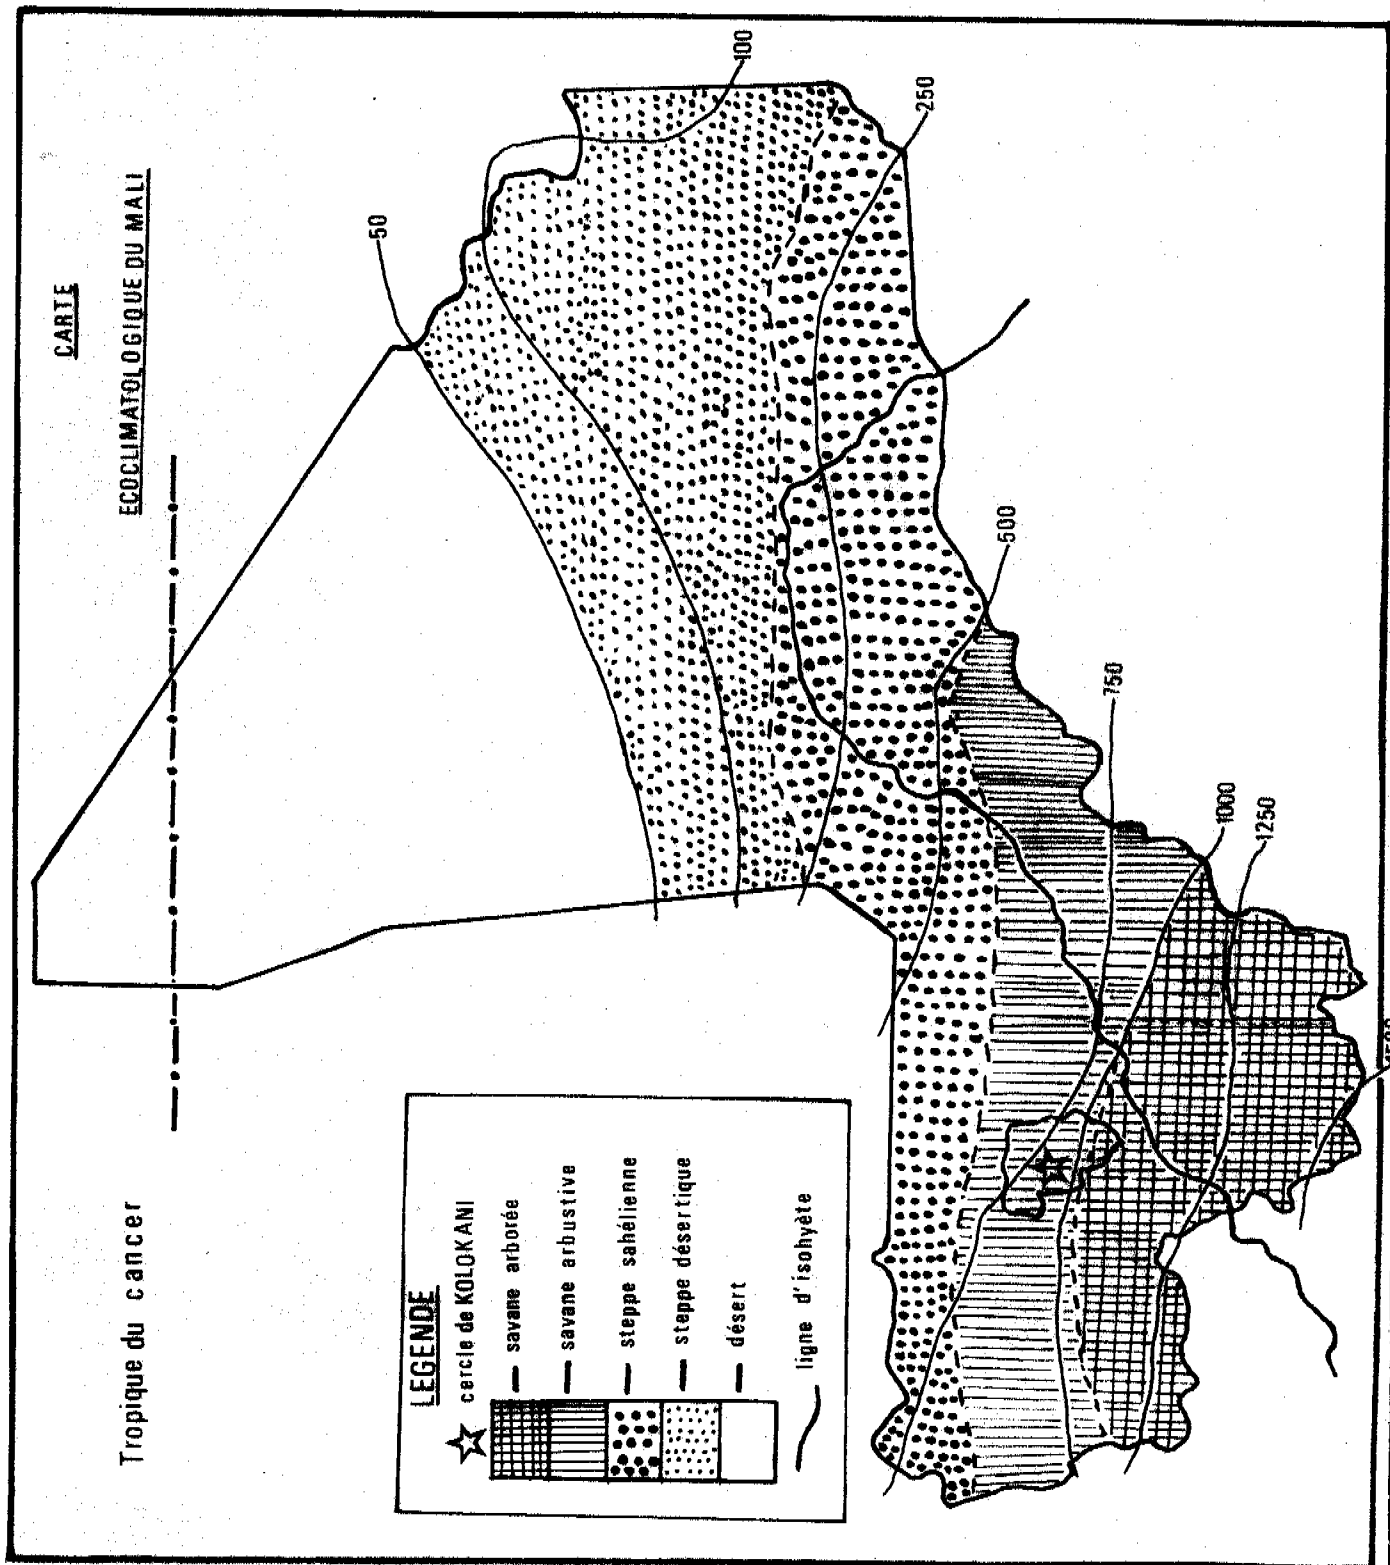 CARTE
ECOCLIMATOLOGIQUE DU MALI
Tropique du cancer
50
100
250
500
750
1000
1250
LEGENDE
cercle de KOLOKANI
savane arborée
savane arbustive
steppe sahélienne
steppe désertique
désert
ligne d'isohyète